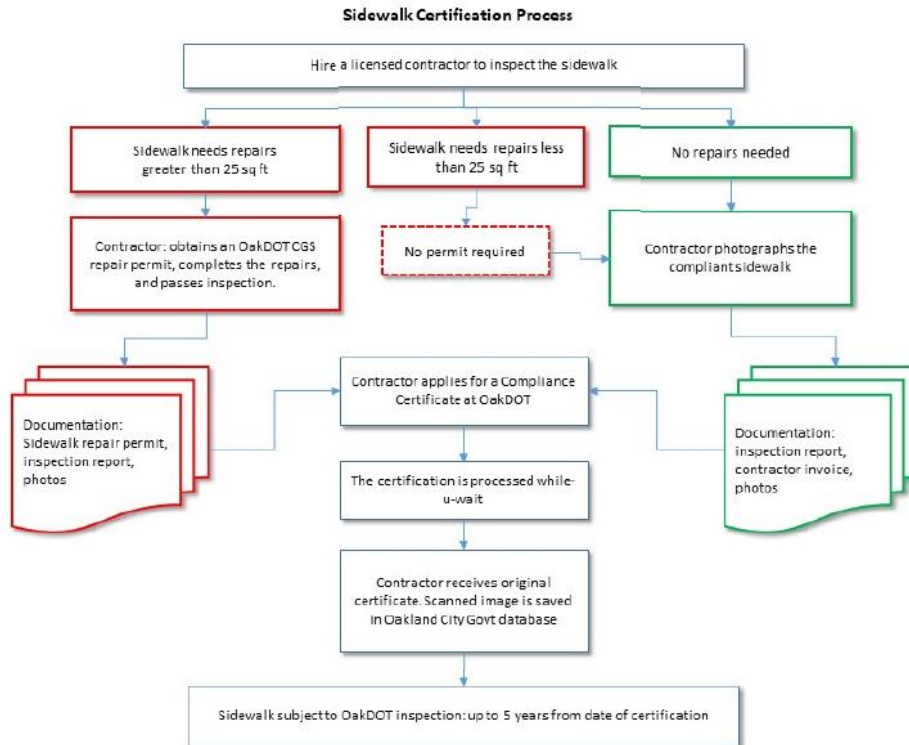 Sidewalk Certification Process
Hire a licensed contractor to inspect the sidewalk
Sidewalk needs repairs
greater than 25 sq ft
Sidewalk needs repairs less
than 25 sq ft
No repairs needed
Contractor: obtains an OakDOT CGS
repair permit, completes the repairs,
and passes inspection.
No permit required
Contractor photographs the
compliant sidewalk
Documentation:
Sidewalk repair permit,
inspection report,
photos
Contractor applies for a Compliance
Certificate at OakDOT
Documentation:
inspection report,
contractor invoice,
photos
The certification is processed while-
u-wait
Contractor receives original
certificate. Scanned image is saved
in Oakland City Govt database
Sidewalk subject to OakDOT inspection: up to 5 years from date of certification